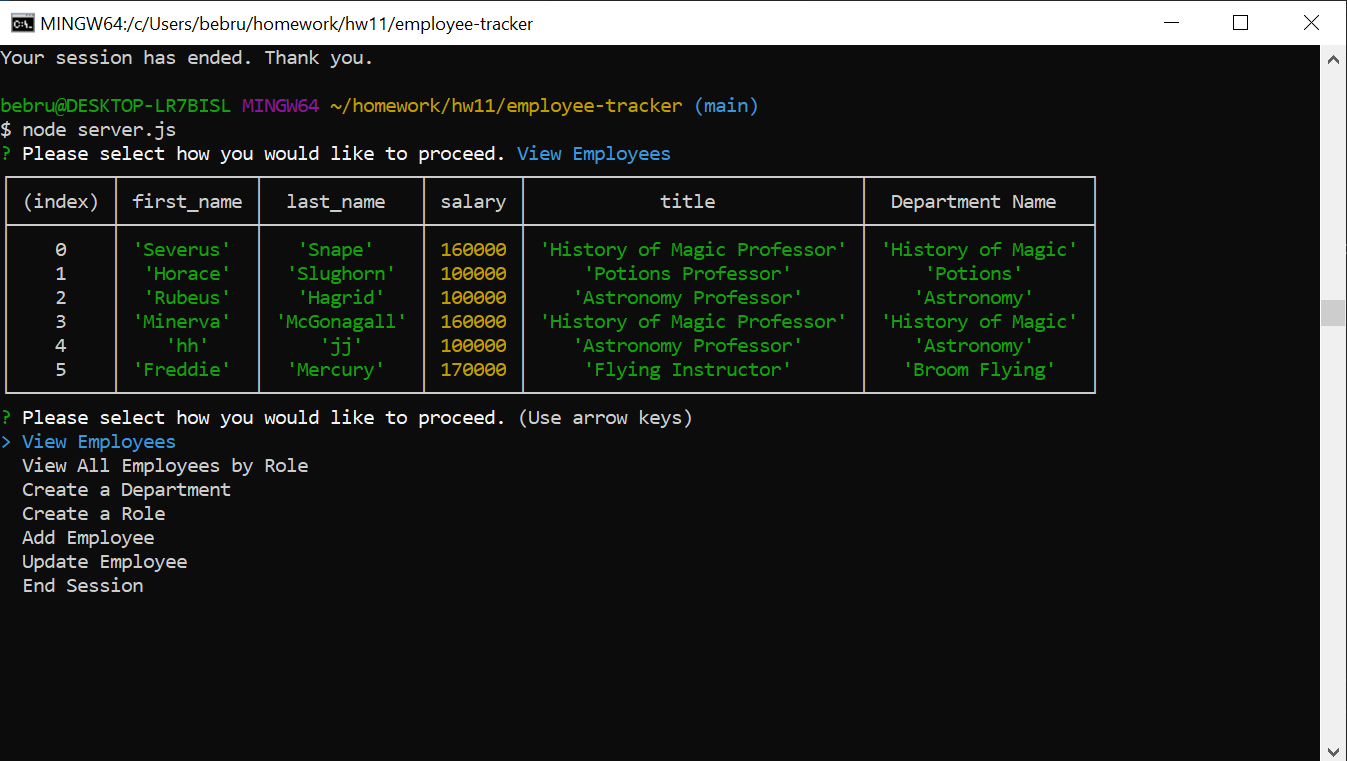 MINGW64:/c/Users/bebru/homework/hw11/employee-tracker
Your session has ended. Thank you.
bebru@DESKTOP-LR7BISL MINGW64 ~/homework/hw11/employee-tracker (main)
$ node server.js
? Please select how you would like to proceed. View Employees
(index) first_name last_name salary title Department Name
0 'Severus' 'Snape' 160000 'History of Magic Professor' 'History of Magic'
1 'Horace' 'Slughorn' 100000 'Potions Professor' 'Potions'
2 'Rubeus' 'Hagrid' 100000 'Astronomy Professor' 'Astronomy'
3 'Minerva' 'McGonagall' 160000 'History of Magic Professor' 'History of Magic'
4 'hh' 'jj' 100000 'Astronomy Professor' 'Astronomy'
5 'Freddie' 'Mercury' 170000 'Flying Instructor' 'Broom Flying'
? Please select how you would like to proceed. (Use arrow keys)
> View Employees
View All Employees by Role
Create a Department
Create a Role
Add Employee
Update Employee
End Session